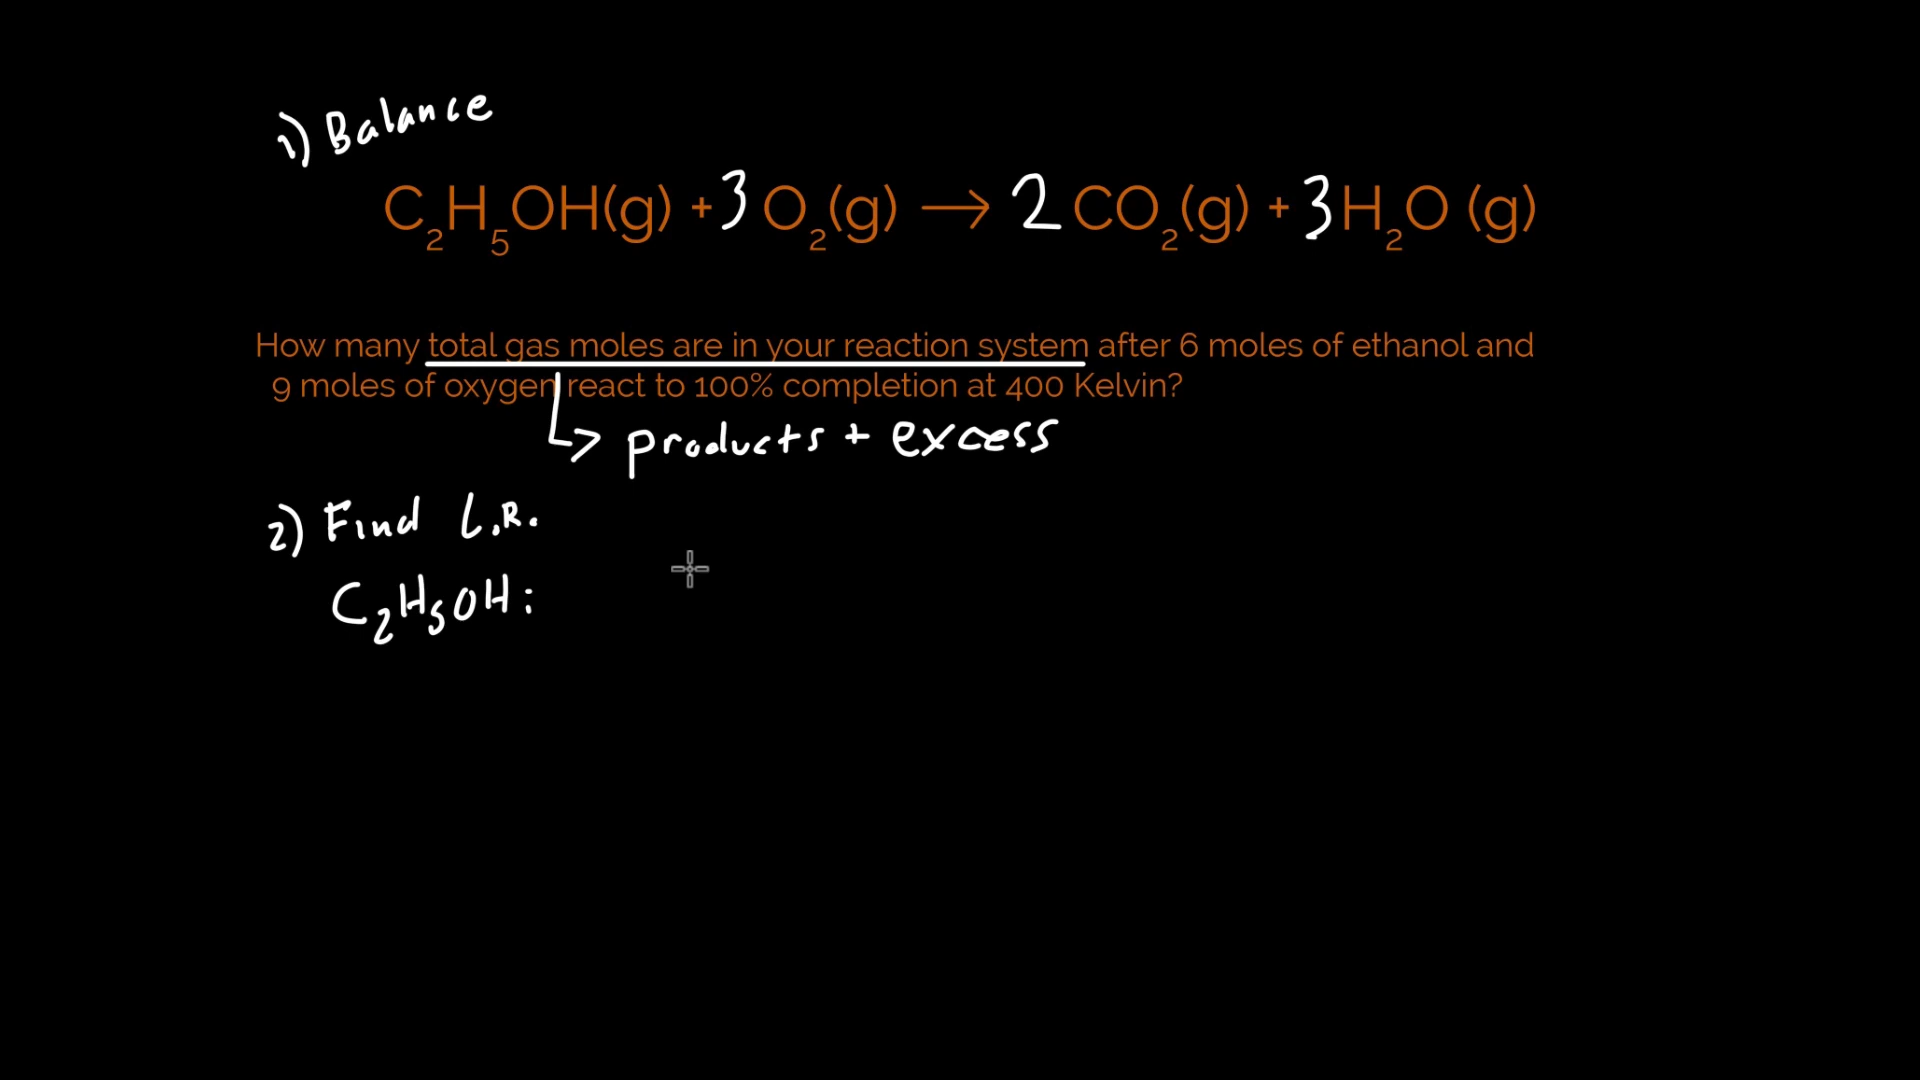 1) Balance
C₂H₅OH(g) + 3 O₂(g) → 2 CO₂(g) + 3 H₂O (g)
How many total gas moles are in your reaction system after 6 moles of ethanol and
9 moles of oxygen react to 100% completion at 400 Kelvin?
↳ products + excess
2) Find L.R.
C₂H₅OH: